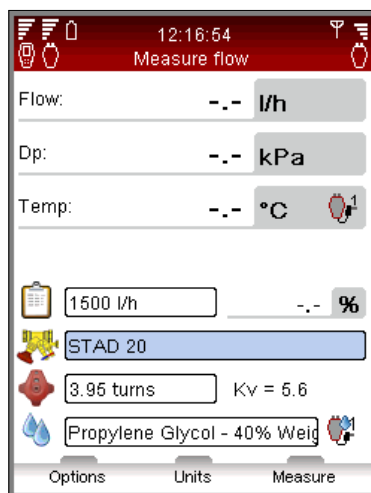 12:16:54
Measure flow
Flow: -.- l/h
Dp: -.- kPa
Temp: -.- °C 1
1500 l/h -.- %
STAD 20
3.95 turns Kv = 5.6
Propylene Glycol - 40% Weig
Options Units Measure